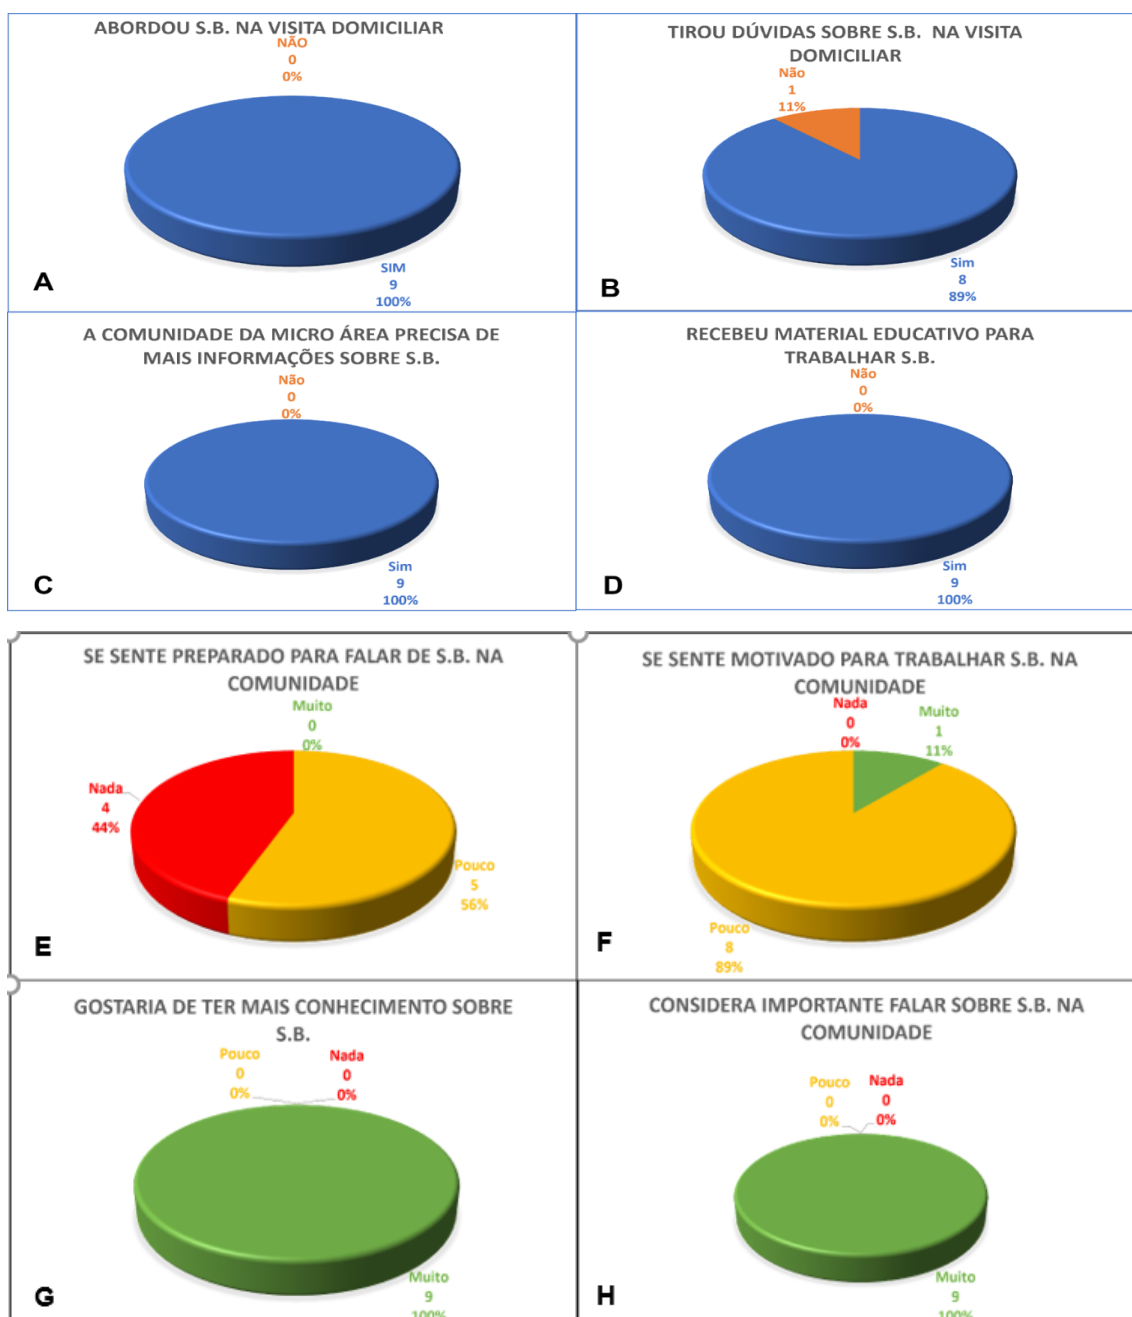 ABORDOU S.B. NA VISITA DOMICILIAR
NÃO
0
0%
SIM
9
100%
A
TIROU DÚVIDAS SOBRE S.B. NA VISITA
DOMICILIAR
Não
1
11%
Sim
8
89%
B
A COMUNIDADE DA MICRO ÁREA PRECISA DE
MAIS INFORMAÇÕES SOBRE S.B.
Não
0
0%
Sim
9
100%
C
RECEBEU MATERIAL EDUCATIVO PARA
TRABALHAR S.B.
Não
0
0%
Sim
9
100%
D
SE SENTE PREPARADO PARA FALAR DE S.B. NA
COMUNIDADE
Muito
0
0%
Nada
4
44%
Pouco
5
56%
E
SE SENTE MOTIVADO PARA TRABALHAR S.B. NA
COMUNIDADE
Nada
0
0%
Muito
1
11%
Pouco
8
89%
F
GOSTARIA DE TER MAIS CONHECIMENTO SOBRE
S.B.
Pouco
0
0%
Nada
0
0%
Muito
9
100%
G
CONSIDERA IMPORTANTE FALAR SOBRE S.B. NA
COMUNIDADE
Pouco
0
0%
Nada
0
0%
Muito
9
100%
H